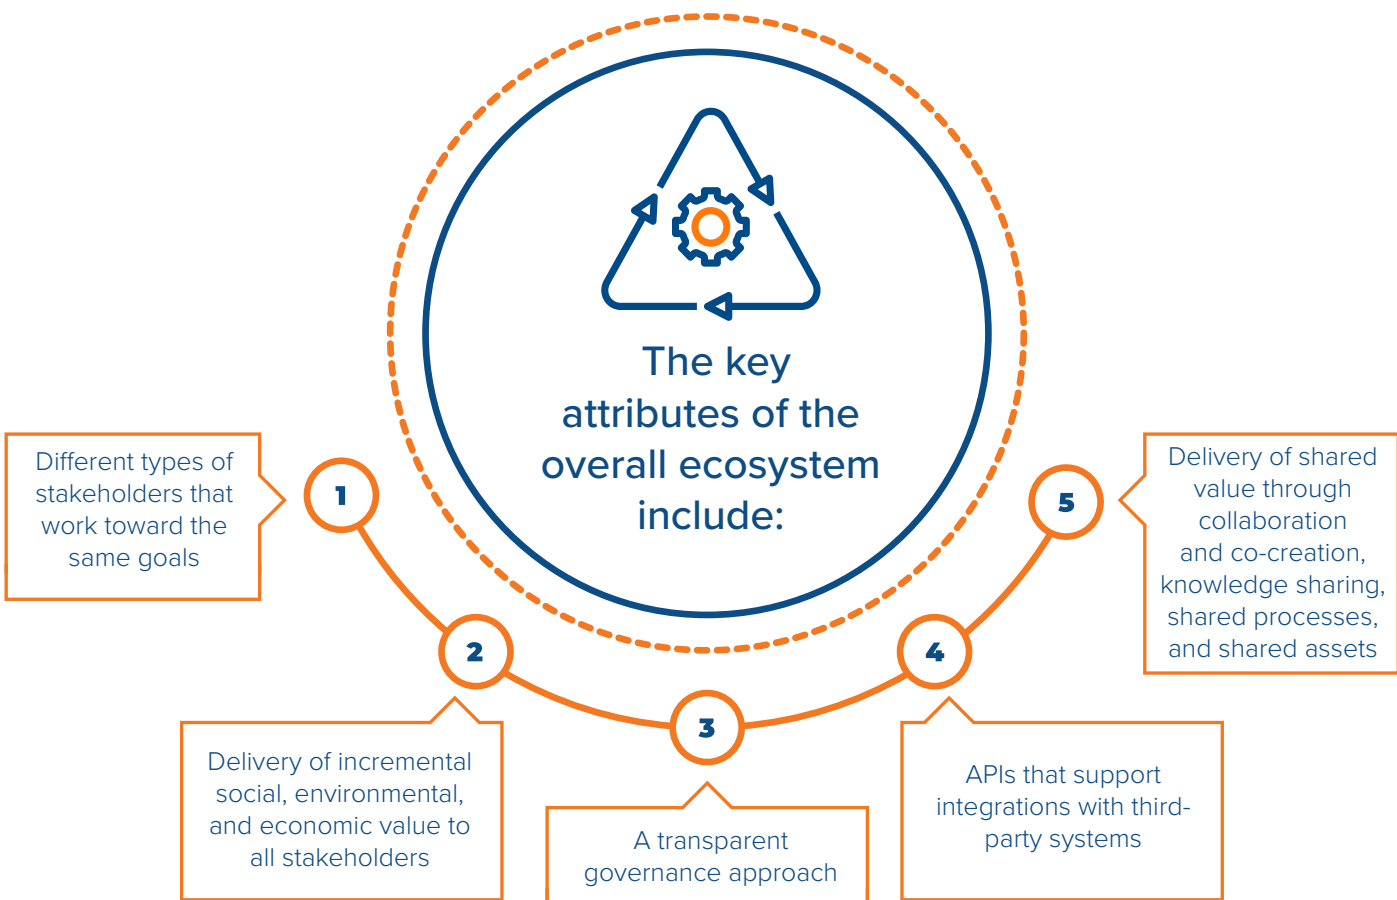 The key
attributes of the
overall ecosystem
include:
1
Different types of
stakeholders that
work toward the
same goals
2
Delivery of incremental
social, environmental,
and economic value to
all stakeholders
3
A transparent
governance approach
4
APIs that support
integrations with third-
party systems
5
Delivery of shared
value through
collaboration
and co-creation,
knowledge sharing,
shared processes,
and shared assets